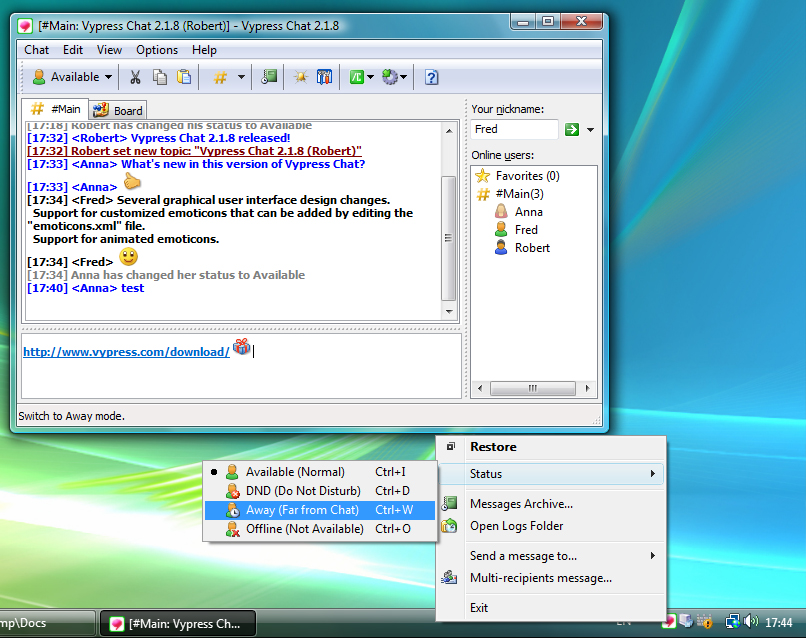 [#Main: Vypress Chat 2.1.8 (Robert)] - Vypress Chat 2.1.8
Chat Edit View Options Help
Available
#Main Board
[17:18] Robert has changed his status to Available
[17:32] <Robert> Vypress Chat 2.1.8 released!
[17:32] Robert set new topic: "Vypress Chat 2.1.8 (Robert)"
[17:33] <Anna> What's new in this version of Vypress Chat?
[17:33] <Anna>
[17:34] <Fred> Several graphical user interface design changes.
Support for customized emoticons that can be added by editing the
"emoticons.xml" file.
Support for animated emoticons.
[17:34] <Fred>
[17:34] Anna has changed her status to Available
[17:40] <Anna> test
http://www.vypress.com/download/
Your nickname:
Fred
Online users:
Favorites (0)
#Main(3)
Anna
Fred
Robert
Switch to Away mode.
Restore
Status
Messages Archive...
Open Logs Folder
Send a message to...
Multi-recipients message...
Exit
Available (Normal) Ctrl+I
DND (Do Not Disturb) Ctrl+D
Away (Far from Chat) Ctrl+W
Offline (Not Available) Ctrl+O
mp\Docs
[#Main: Vypress Ch...
EN
17:44